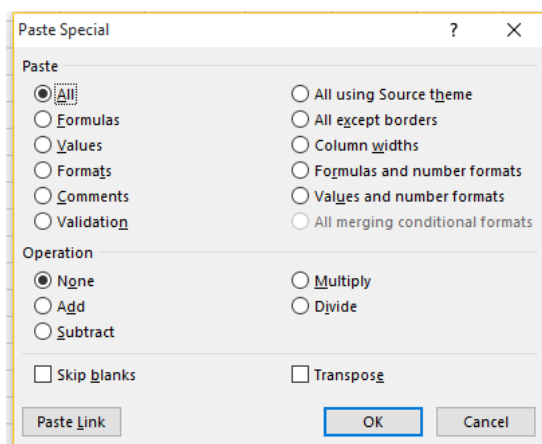 Paste Special ?
Paste
All All using Source theme
Formulas All except borders
Values Column widths
Formats Formulas and number formats
Comments Values and number formats
Validation All merging conditional formats
Operation
None Multiply
Add Divide
Subtract
Skip blanks Transpose
Paste Link OK Cancel